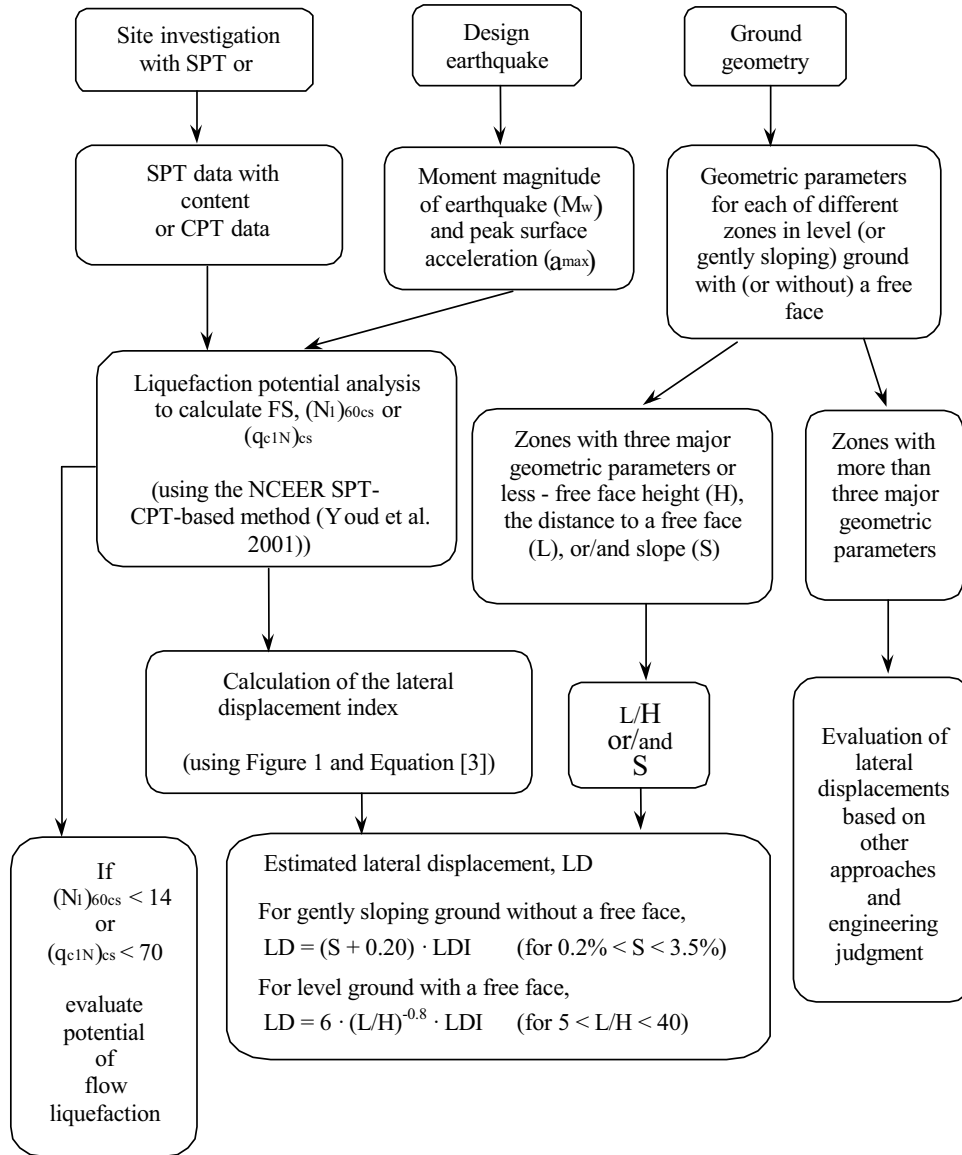 Site investigation
with SPT or
Design
earthquake
Ground
geometry
SPT data with
content
or CPT data
Moment magnitude
of earthquake (Mw)
and peak surface
acceleration (amax)
Geometric parameters
for each of different
zones in level (or
gently sloping) ground
with (or without) a free
face
Liquefaction potential analysis
to calculate FS, (N1)60cs or
(qc1N)cs
(using the NCEER SPT-
CPT-based method (Youd et al.
2001))
Zones with three major
geometric parameters or
less - free face height (H),
the distance to a free face
(L), or/and slope (S)
Zones with
more than
three major
geometric
parameters
Calculation of the lateral
displacement index
(using Figure 1 and Equation [3])
L/H
or/and
S
Evaluation of
lateral
displacements
based on
other
approaches
and
engineering
judgment
If
(N1)60cs < 14
or
(qc1N)cs < 70
evaluate
potential
of
flow
liquefaction
Estimated lateral displacement, LD
For gently sloping ground without a free face,
LD = (S + 0.20) · LDI (for 0.2% < S < 3.5%)
For level ground with a free face,
LD = 6 · (L/H)-0.8 · LDI (for 5 < L/H < 40)